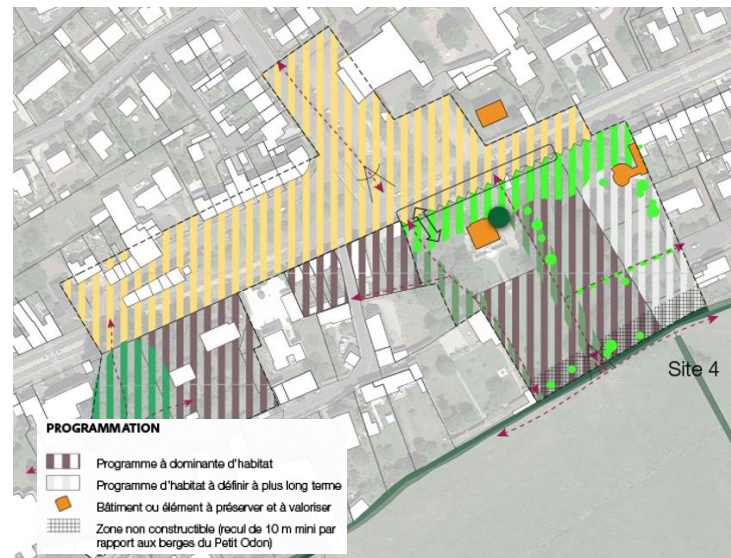 Site 4
PROGRAMMATION
Programme à dominante d'habitat
Programme d'habitat à définir à plus long terme
Bâtiment ou élément à préserver et à valoriser
Zone non constructible (recul de 10 m mini par
rapport aux berges du Petit Odon)